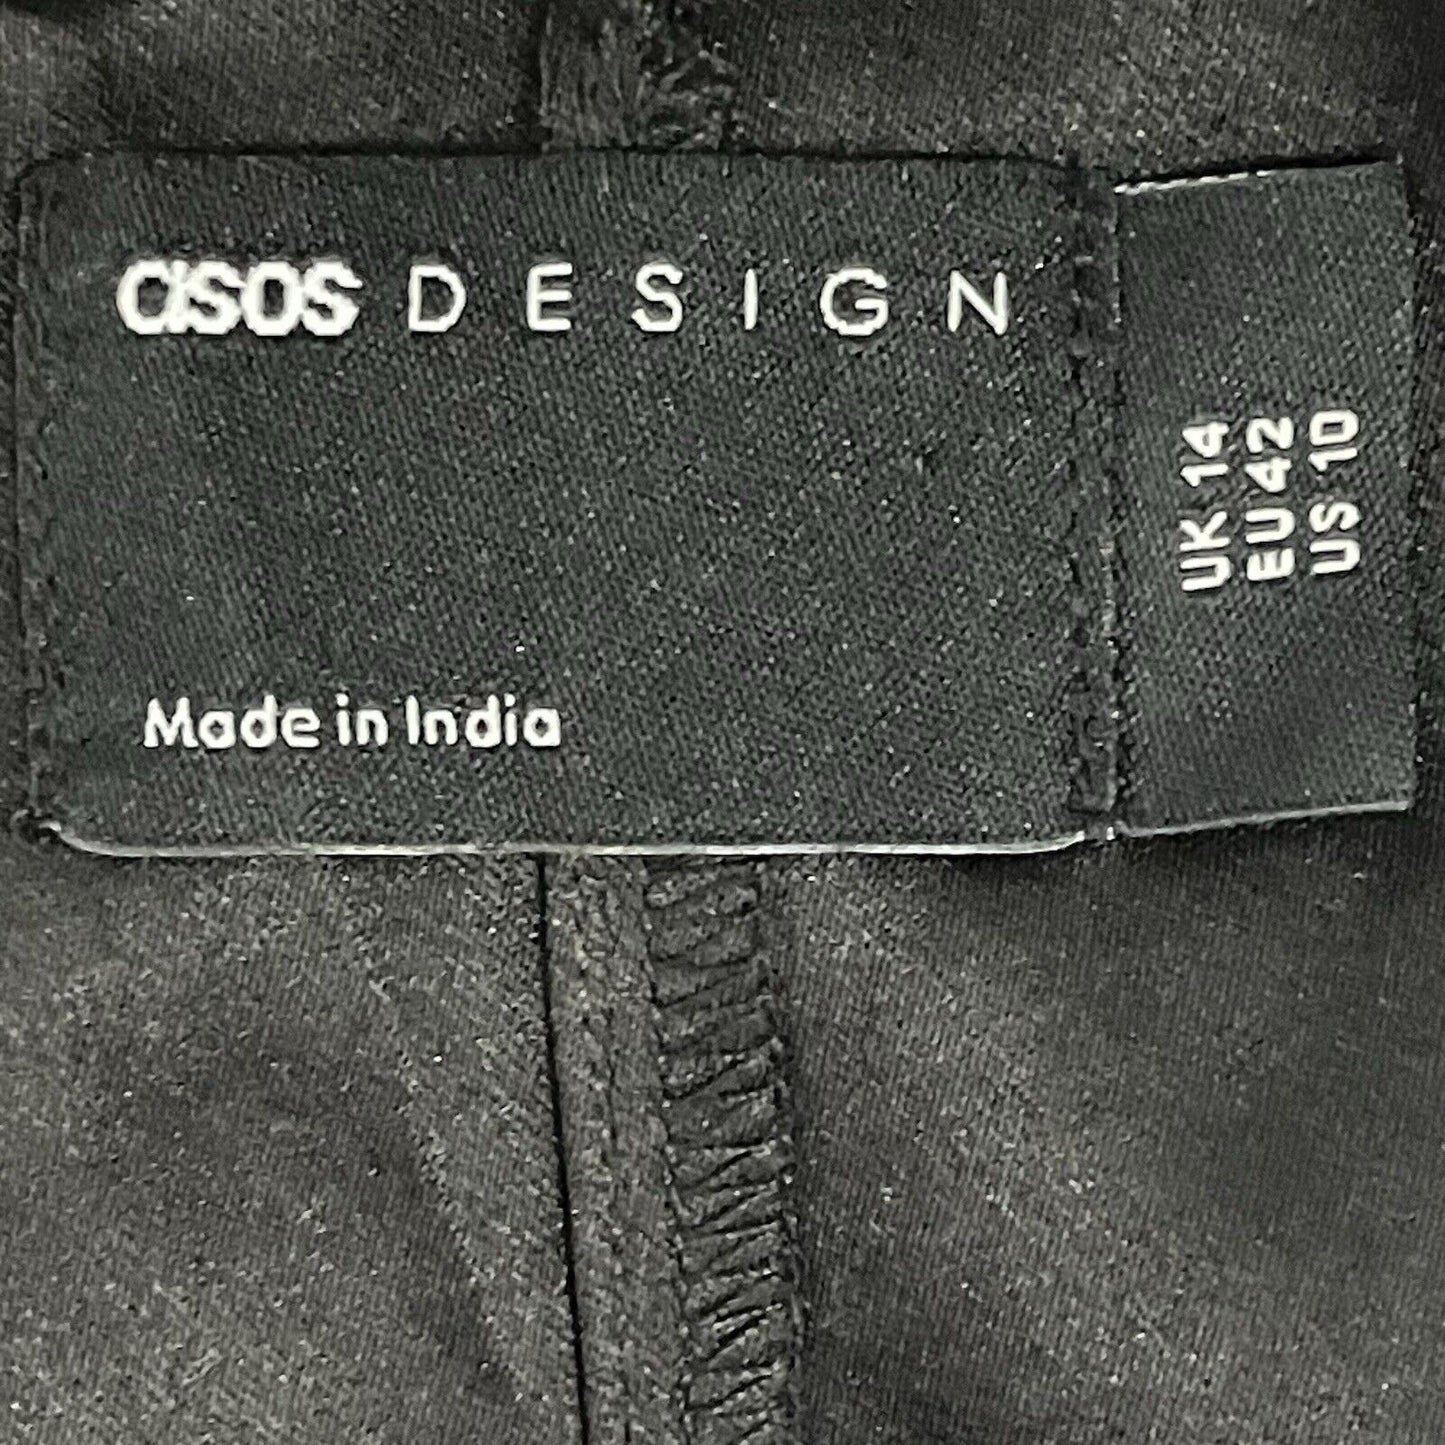 asos DESIGN
Made in India
UK 14
EU 42
US 10